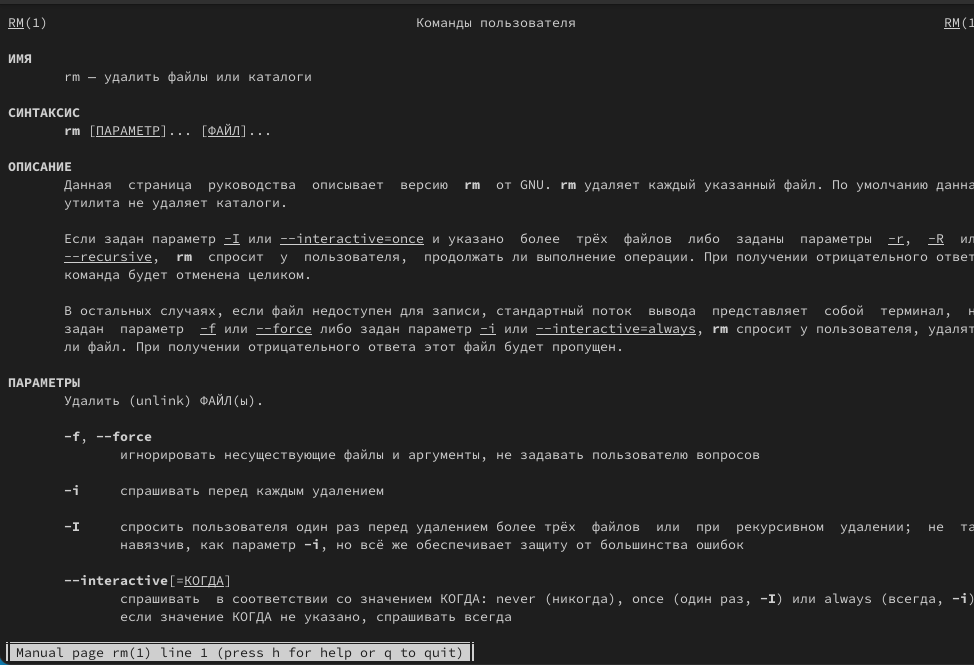 RM(1) Команды пользователя RM(1
ИМЯ
rm — удалить файлы или каталоги
СИНТАКСИС
rm [ПАРАМЕТР]... [ФАЙЛ]...
ОПИСАНИЕ
Данная страница руководства описывает версию rm от GNU. rm удаляет каждый указанный файл. По умолчанию данна
утилита не удаляет каталоги.
Если задан параметр -I или --interactive=once и указано более трёх файлов либо заданы параметры -r, -R ил
--recursive, rm спросит у пользователя, продолжать ли выполнение операции. При получении отрицательного ответ
команда будет отменена целиком.
В остальных случаях, если файл недоступен для записи, стандартный поток вывода представляет собой терминал, н
задан параметр -f или --force либо задан параметр -i или --interactive=always, rm спросит у пользователя, удалят
ли файл. При получении отрицательного ответа этот файл будет пропущен.
ПАРАМЕТРЫ
Удалить (unlink) ФАЙЛ(ы).
-f, --force
игнорировать несуществующие файлы и аргументы, не задавать пользователю вопросов
-i спрашивать перед каждым удалением
-I спросить пользователя один раз перед удалением более трёх файлов или при рекурсивном удалении; не та
навязчив, как параметр -i, но всё же обеспечивает защиту от большинства ошибок
--interactive[=КОГДА]
спрашивать в соответствии со значением КОГДА: never (никогда), once (один раз, -I) или always (всегда, -i)
если значение КОГДА не указано, спрашивать всегда
Manual page rm(1) line 1 (press h for help or q to quit)